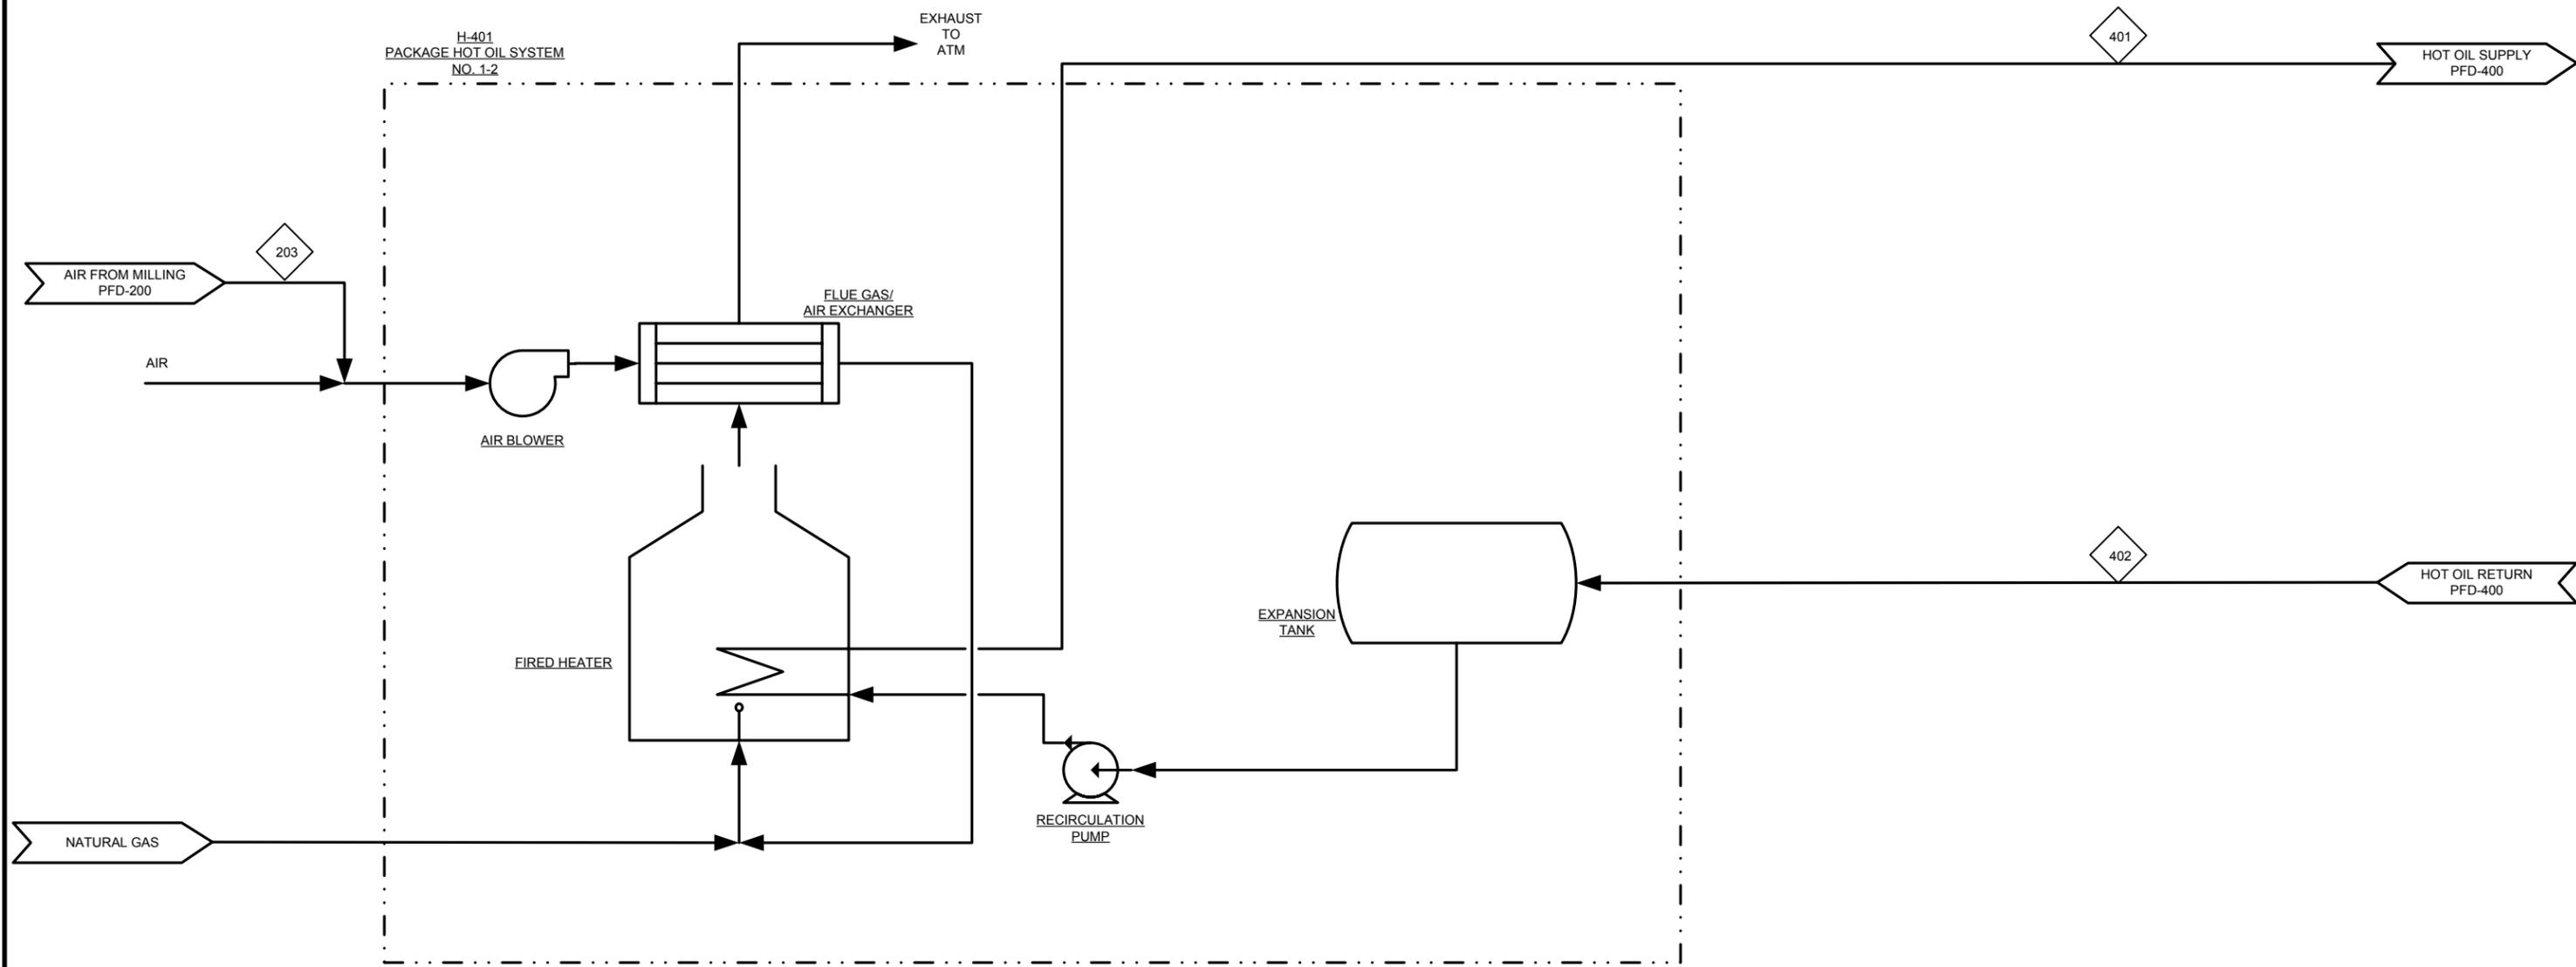 EXHAUST
TO
ATM
H-401
PACKAGE HOT OIL SYSTEM
NO. 1-2
401
HOT OIL SUPPLY
PFD-400
203
AIR FROM MILLING
PFD-200
FLUE GAS/
AIR EXCHANGER
AIR
AIR BLOWER
402
HOT OIL RETURN
PFD-400
EXPANSION
TANK
FIRED HEATER
RECIRCULATION
PUMP
NATURAL GAS